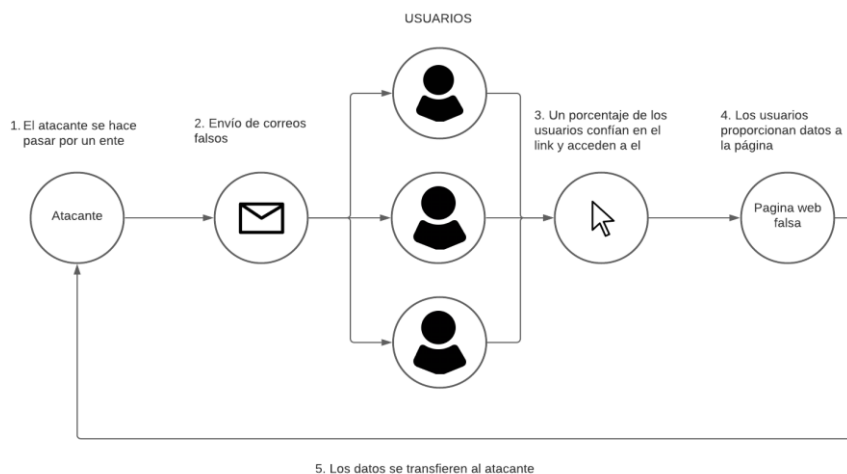 USUARIOS
1. El atacante se hace
pasar por un ente
2. Envío de correos
falsos
3. Un porcentaje de los
usuarios confían en el
link y acceden a el
4. Los usuarios
proporcionan datos a
la página
Atacante
Pagina web
falsa
5. Los datos se transfieren al atacante